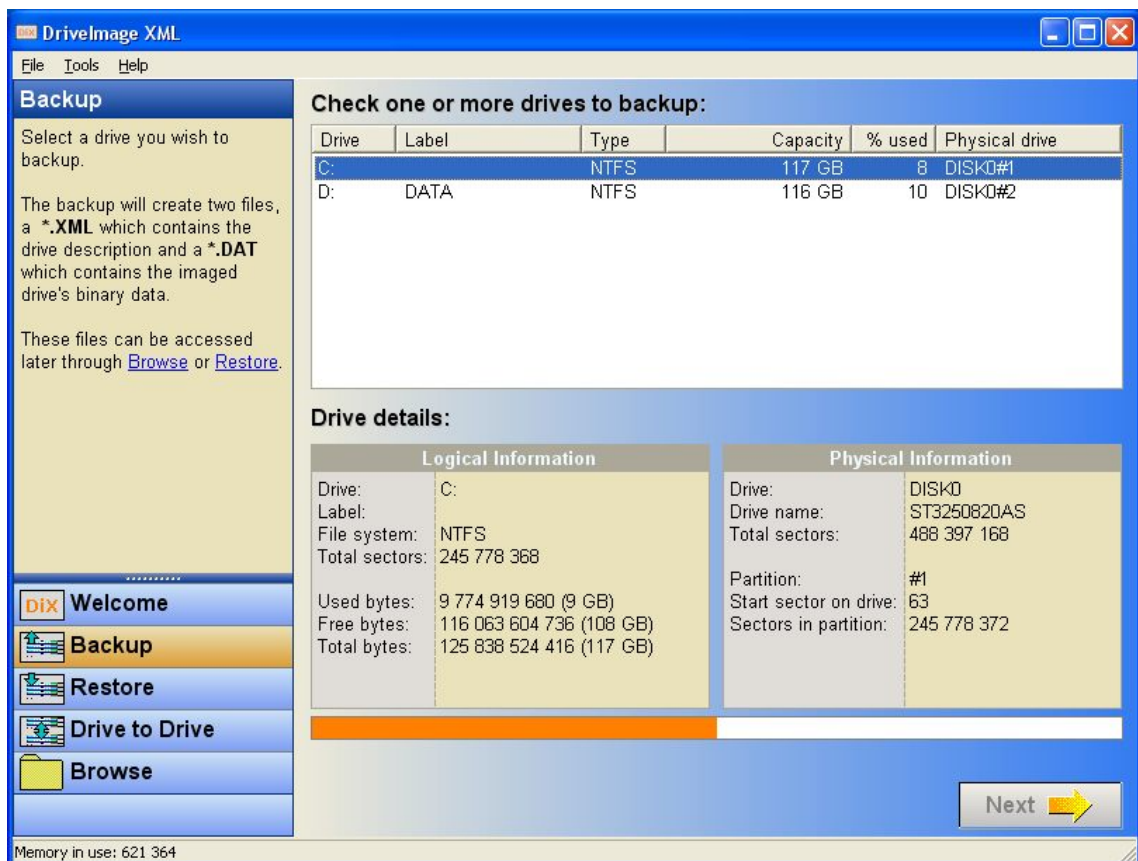 DiX DriveImage XML
File Tools Help
Backup
Select a drive you wish to
backup.
The backup will create two files,
a *.XML which contains the
drive description and a *.DAT
which contains the imaged
drive's binary data.
These files can be accessed
later through Browse or Restore.
DiX Welcome
Backup
Restore
Drive to Drive
Browse
Check one or more drives to backup:
Drive Label Type Capacity % used Physical drive
C: NTFS 117 GB 8 DISK0#1
D: DATA NTFS 116 GB 10 DISK0#2
Drive details:
Logical Information
Drive: C:
Label:
File system: NTFS
Total sectors: 245 778 368
Used bytes: 9 774 919 680 (9 GB)
Free bytes: 116 063 604 736 (108 GB)
Total bytes: 125 838 524 416 (117 GB)
Physical Information
Drive: DISK0
Drive name: ST3250820AS
Total sectors: 488 397 168
Partition: #1
Start sector on drive: 63
Sectors in partition: 245 778 372
Next
Memory in use: 621 364